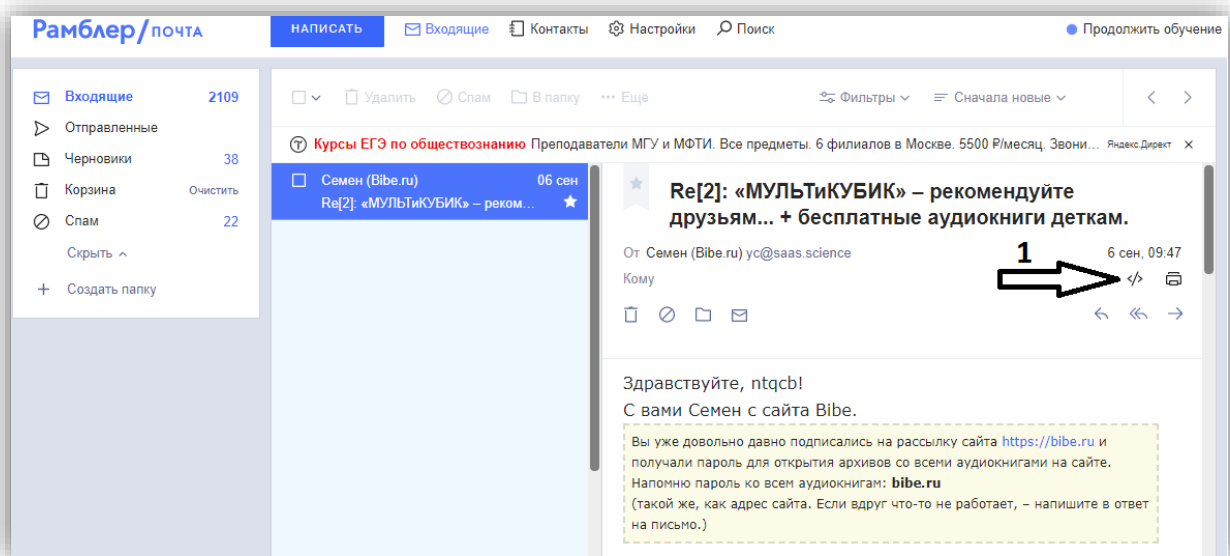 Рамблер/почта
НАПИСАТЬ
Входящие
Контакты
Настройки
Поиск
Продолжить обучение
Входящие 2109
Отправленные
Черновики 38
Корзина Очистить
Спам 22
Скрыть
+ Создать папку
Удалить
Спам
В папку
Ещё
Фильтры
Сначала новые
Курсы ЕГЭ по обществознанию Преподаватели МГУ и МФТИ. Все предметы. 6 филиалов в Москве. 5500 ₽/месяц. Звони... Яндекс.Директ
Семен (Bibe.ru) 06 сен
Re[2]: «МУЛЬТиКУБИК» – реком...
Re[2]: «МУЛЬТиКУБИК» – рекомендуйте
друзьям... + бесплатные аудиокниги деткам.
От Семен (Bibe.ru) yc@saas.science
6 сен, 09:47
1
Кому
</>
Здравствуйте, ntqcb!
С вами Семен с сайта Bibe.
Вы уже довольно давно подписались на рассылку сайта https://bibe.ru и
получали пароль для открытия архивов со всеми аудиокнигами на сайте.
Напомню пароль ко всем аудиокнигам: bibe.ru
(такой же, как адрес сайта. Если вдруг что-то не работает, – напишите в ответ
на письмо.)